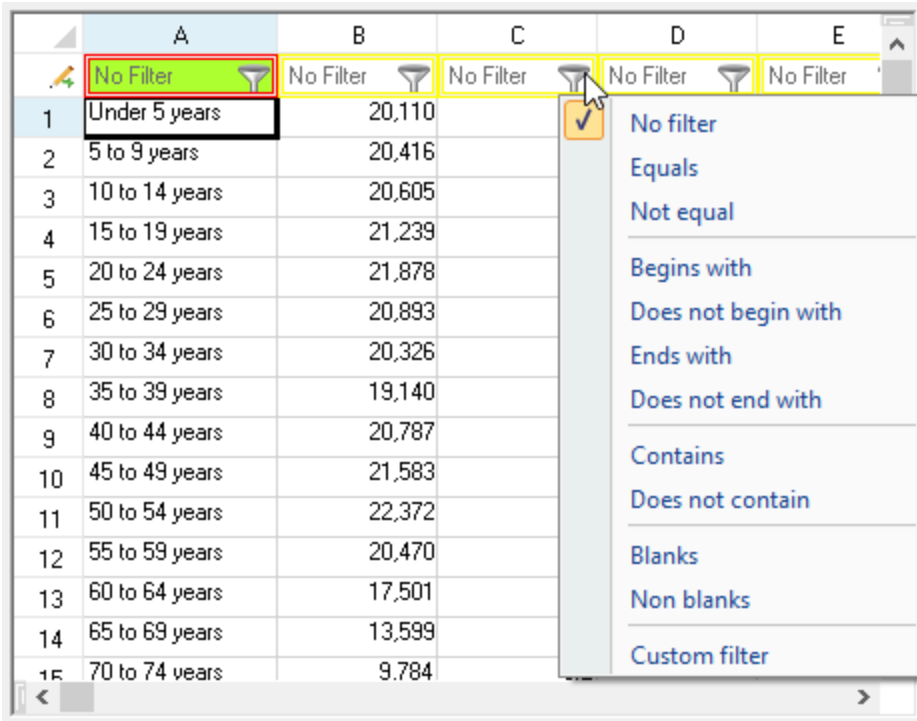 A B C D E
No Filter No Filter No Filter No Filter No Filter
1 Under 5 years 20,110
2 5 to 9 years 20,416
3 10 to 14 years 20,605
4 15 to 19 years 21,239
5 20 to 24 years 21,878
6 25 to 29 years 20,893
7 30 to 34 years 20,326
8 35 to 39 years 19,140
9 40 to 44 years 20,787
10 45 to 49 years 21,583
11 50 to 54 years 22,372
12 55 to 59 years 20,470
13 60 to 64 years 17,501
14 65 to 69 years 13,599
15 70 to 74 years 9,784
No filter
Equals
Not equal
Begins with
Does not begin with
Ends with
Does not end with
Contains
Does not contain
Blanks
Non blanks
Custom filter